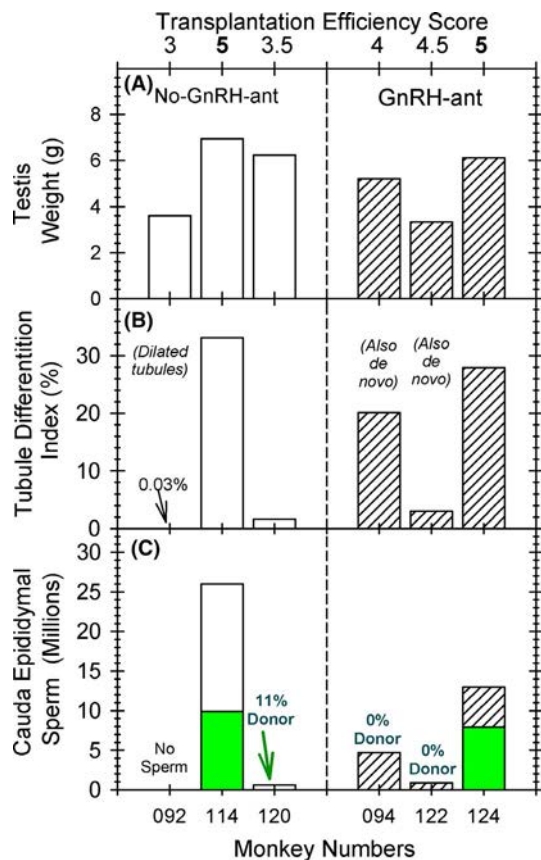 Transplantation Efficiency Score
3 5 3.5 4 4.5 5
(A) No-GnRH-ant GnRH-ant
Testis
Weight (g)
8
6
4
2
0
(B)
Tubule Differentition
Index (%)
30
20
10
0
(Dilated
tubules)
0.03%
(Also
de
novo)
(Also
de
novo)
(C)
Cauda Epididymal
Sperm (Millions)
30
25
20
15
10
5
0
No
Sperm
11%
Donor
0%
Donor
0%
Donor
092 114 120 094 122 124
Monkey Numbers